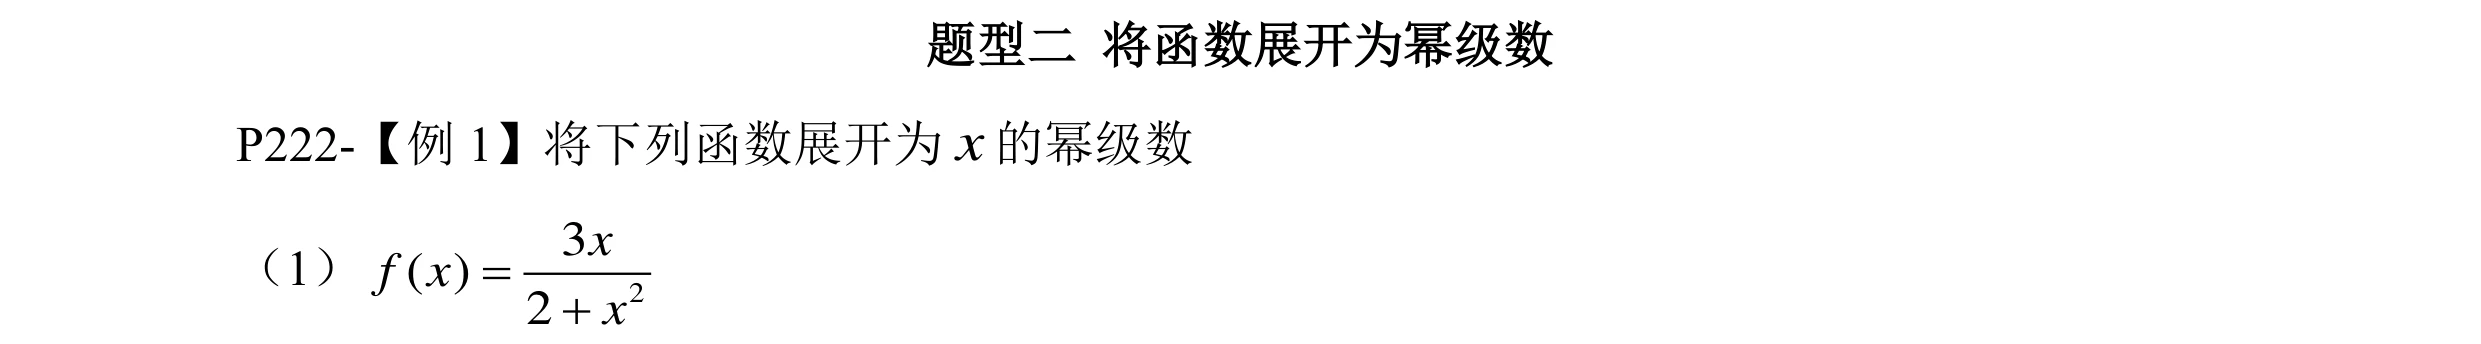 题型二 将函数展开为幂级数
P222-【例 1】将下列函数展开为 x 的幂级数
（1） f(x) = \frac{3x}{2 + x^2}